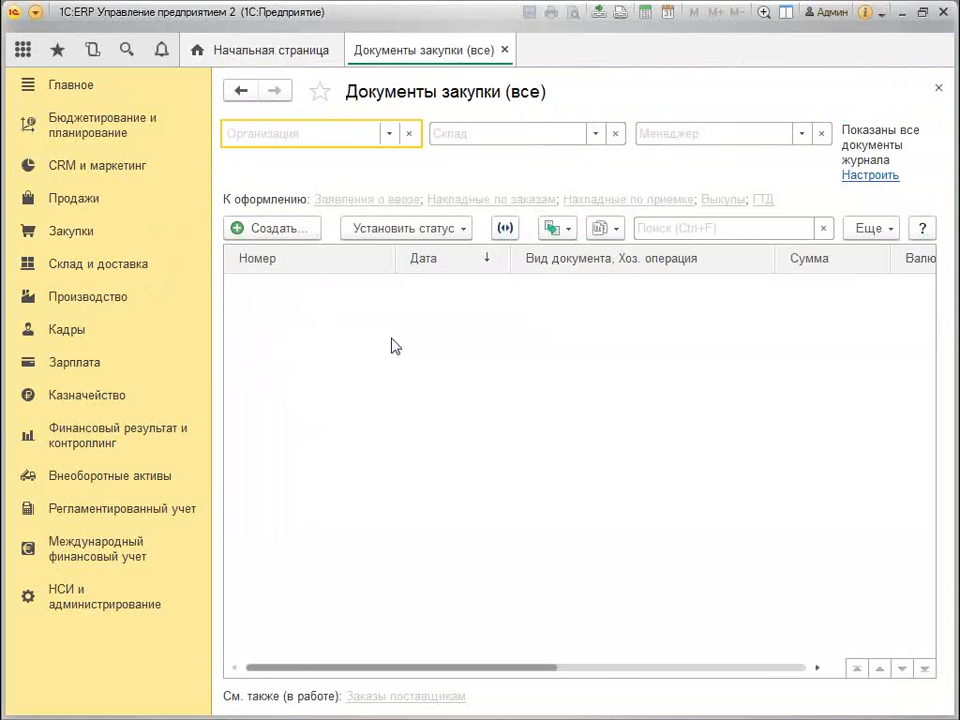 1С:ERP Управление предприятием 2 (1С:Предприятие)
M M+ M− Админ
Начальная страница Документы закупки (все) ×
Главное
Бюджетирование и
планирование
CRM и маркетинг
Продажи
Закупки
Склад и доставка
Производство
Кадры
Зарплата
Казначейство
Финансовый результат и
контроллинг
Внеоборотные активы
Регламентированный учет
Международный
финансовый учет
НСИ и
администрирование
Документы закупки (все)
Организация Склад Менеджер
Показаны все
документы
журнала
Настроить
К оформлению: Заявления о ввозе; Накладные по заказам; Накладные по приемке; Выкупы; ГТД
Создать... Установить статус Поиск (Ctrl+F) × Еще ?
Номер Дата ↓ Вид документа, Хоз. операция Сумма Валю
См. также (в работе): Заказы поставщикам